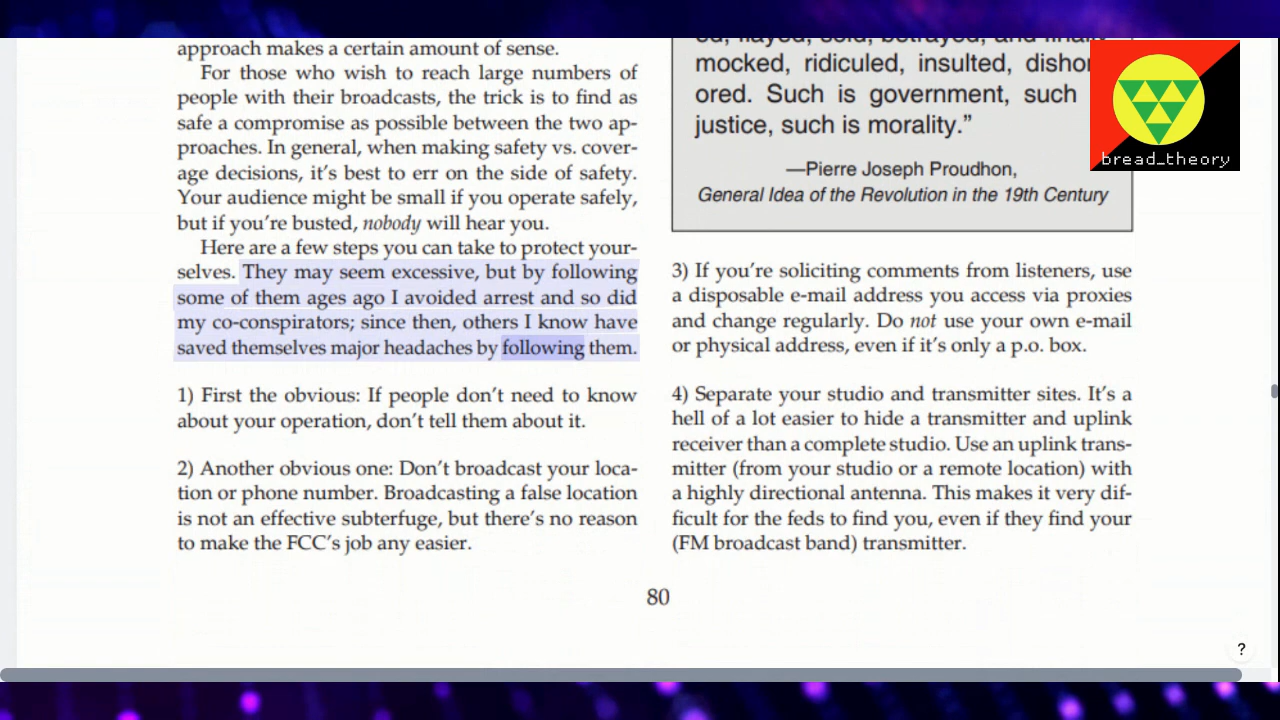 approach makes a certain amount of sense.
For those who wish to reach large numbers of
people with their broadcasts, the trick is to find as
safe a compromise as possible between the two ap-
proaches. In general, when making safety vs. cover-
age decisions, it's best to err on the side of safety.
Your audience might be small if you operate safely,
but if you're busted, nobody will hear you.
Here are a few steps you can take to protect your-
selves. They may seem excessive, but by following
some of them ages ago I avoided arrest and so did
my co-conspirators; since then, others I know have
saved themselves major headaches by following them.
1) First the obvious: If people don't need to know
about your operation, don't tell them about it.
2) Another obvious one: Don't broadcast your loca-
tion or phone number. Broadcasting a false location
is not an effective subterfuge, but there's no reason
to make the FCC's job any easier.
ed, flayed, sold, betrayed, and
mocked, ridiculed, insulted, dishon
ored. Such is government, such
justice, such is morality."
—Pierre Joseph Proudhon,
General Idea of the Revolution in the 19th Century
3) If you're soliciting comments from listeners, use
a disposable e-mail address you access via proxies
and change regularly. Do not use your own e-mail
or physical address, even if it's only a p.o. box.
4) Separate your studio and transmitter sites. It's a
hell of a lot easier to hide a transmitter and uplink
receiver than a complete studio. Use an uplink trans-
mitter (from your studio or a remote location) with
a highly directional antenna. This makes it very dif-
ficult for the feds to find you, even if they find your
(FM broadcast band) transmitter.
80
bread_theory
?